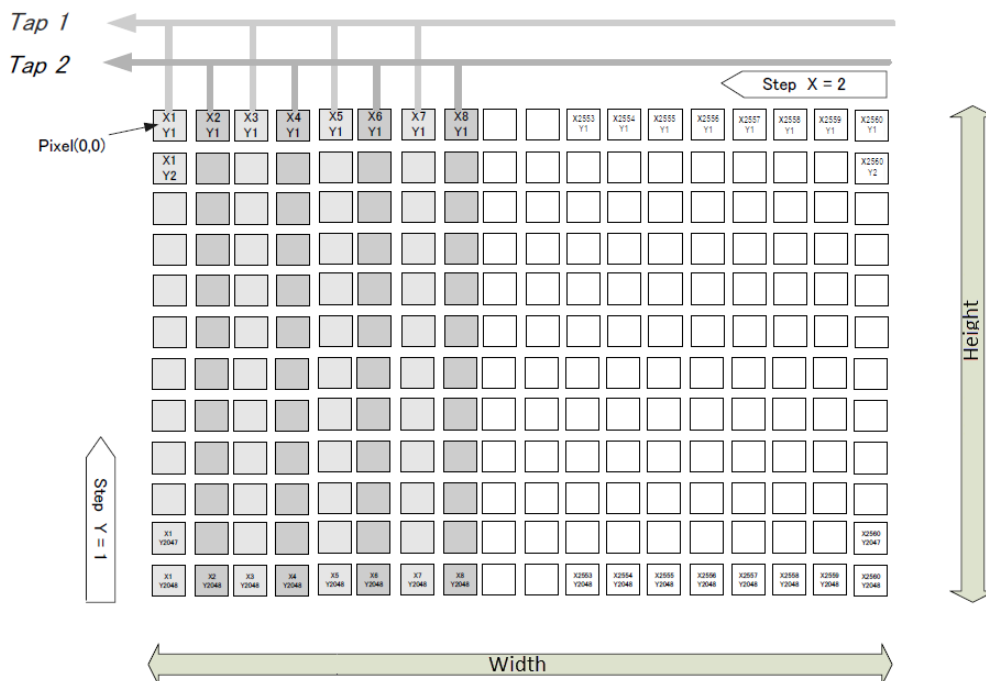 Tap 1
Tap 2
Step X = 2
X1 X2 X3 X4 X5 X6 X7 X8 X2553 X2554 X2555 X2556 X2557 X2558 X2559 X2560
Y1 Y1 Y1 Y1 Y1 Y1 Y1 Y1 Y1 Y1 Y1 Y1 Y1 Y1 Y1 Y1
Pixel(0,0)
X1 X2560
Y2 Y2
Height
Step Y = 1
X1 X2560
Y2047 Y2047
X1 X2 X3 X4 X5 X6 X7 X8 X2553 X2554 X2555 X2556 X2557 X2558 X2559 X2560
Y2048 Y2048 Y2048 Y2048 Y2048 Y2048 Y2048 Y2048 Y2048 Y2048 Y2048 Y2048 Y2048 Y2048 Y2048 Y2048
Width